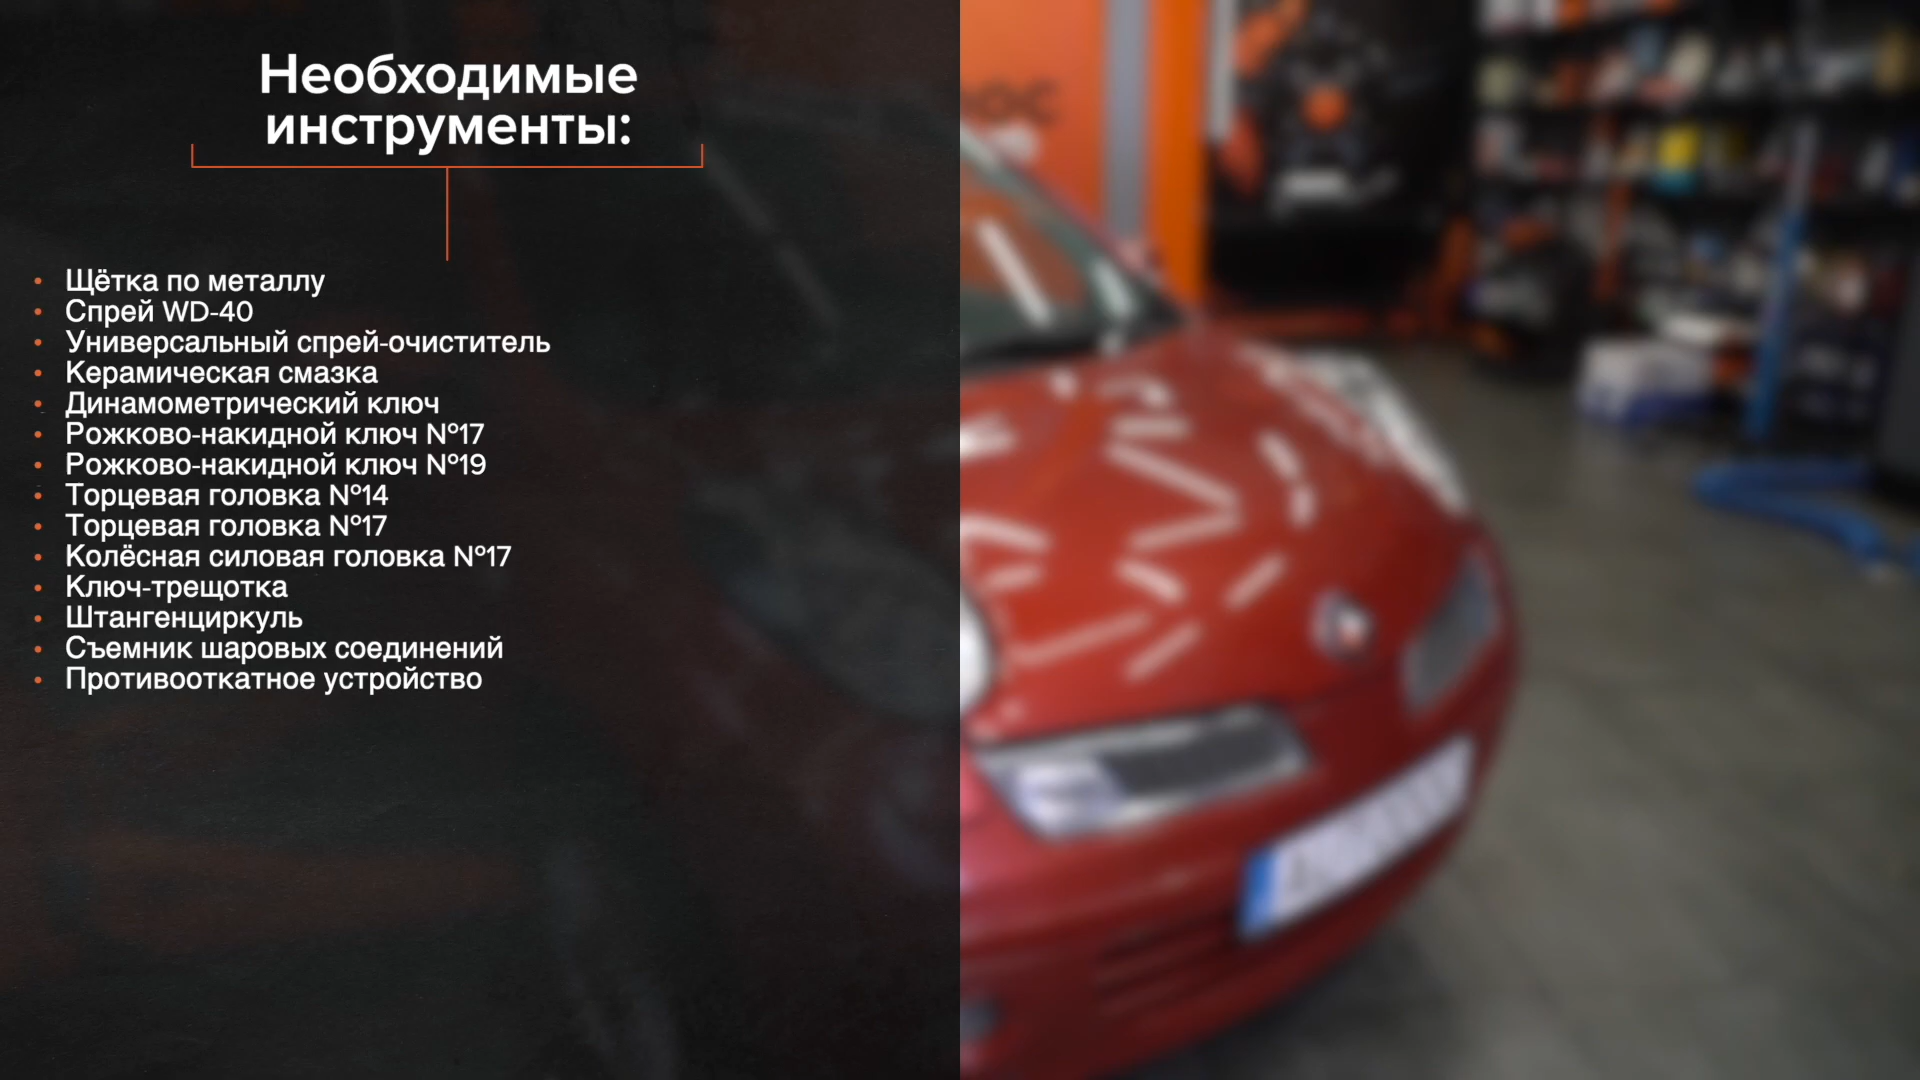 Необходимые
инструменты:
• Щётка по металлу
• Спрей WD-40
• Универсальный спрей-очиститель
• Керамическая смазка
• Динамометрический ключ
• Рожково-накидной ключ №17
• Рожково-накидной ключ №19
• Торцевая головка №14
• Торцевая головка №17
• Колёсная силовая головка №17
• Ключ-трещотка
• Штангенциркуль
• Съемник шаровых соединений
• Противооткатное устройство